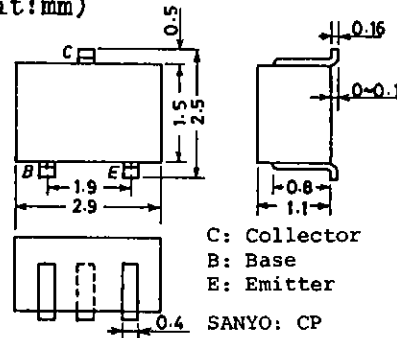 it:mm)
C
0.5
0.16
1.5
2.5
0~0.1
B
E
1.9
2.9
0.8
1.1
C: Collector
B: Base
E: Emitter
0.4
SANYO: CP